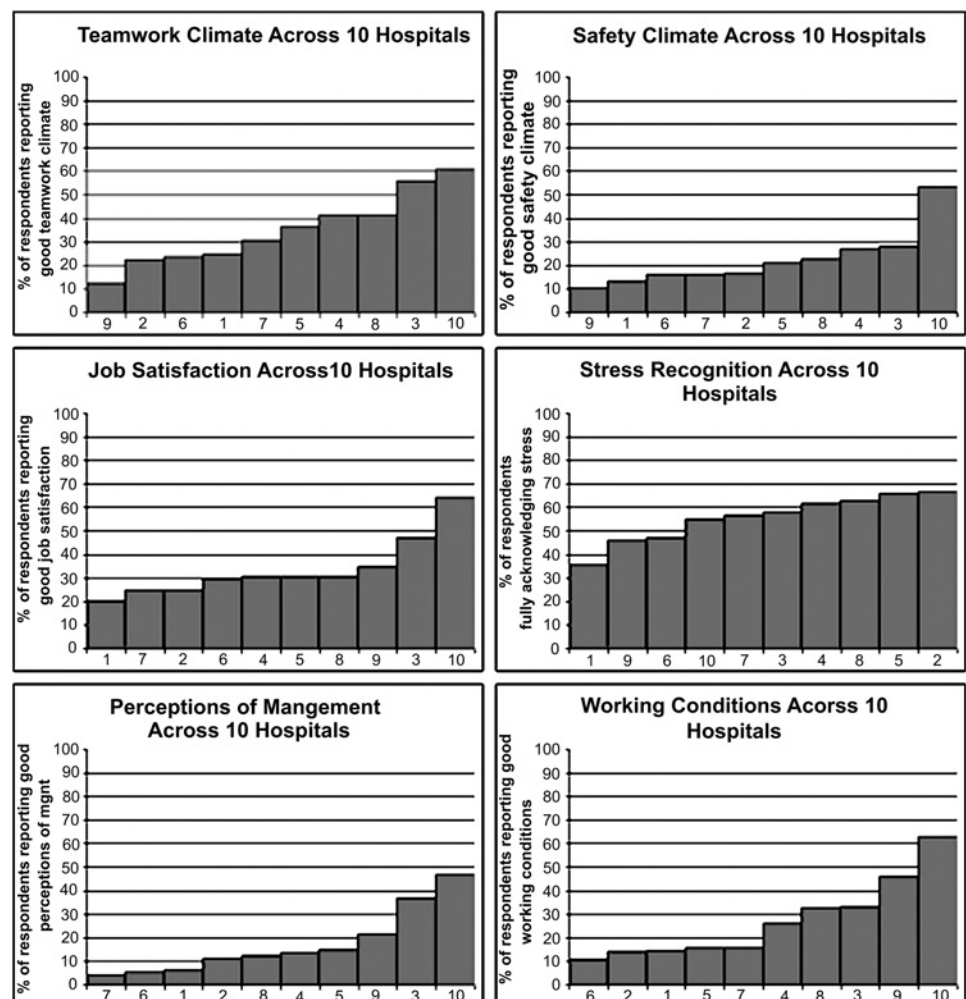 Teamwork Climate Across 10 Hospitals
% of respondents reporting
good teamwork climate
100
90
80
70
60
50
40
30
20
10
0
9 2 6 1 7 5 4 8 3 10
Safety Climate Across 10 Hospitals
% of respondents reporting
good safety climate
100
90
80
70
60
50
40
30
20
10
0
9 1 6 7 2 5 8 4 3 10
Job Satisfaction Across10 Hospitals
% of respondents reporting
good job satisfaction
100
90
80
70
60
50
40
30
20
10
0
1 7 2 6 4 5 8 9 3 10
Stress Recognition Across 10
Hospitals
% of respondents
fully acknowledging stress
100
90
80
70
60
50
40
30
20
10
0
1 9 6 10 7 3 4 8 5 2
Perceptions of Mangement
Across 10 Hospitals
% of respondents reporting good
perceptions of mgnt
100
90
80
70
60
50
40
30
20
10
0
7 6 1 2 8 4 5 9 3 10
Working Conditions Acorss 10
Hospitals
% of respondents reporting good
working conditions
100
90
80
70
60
50
40
30
20
10
0
6 2 1 5 7 4 8 3 9 10